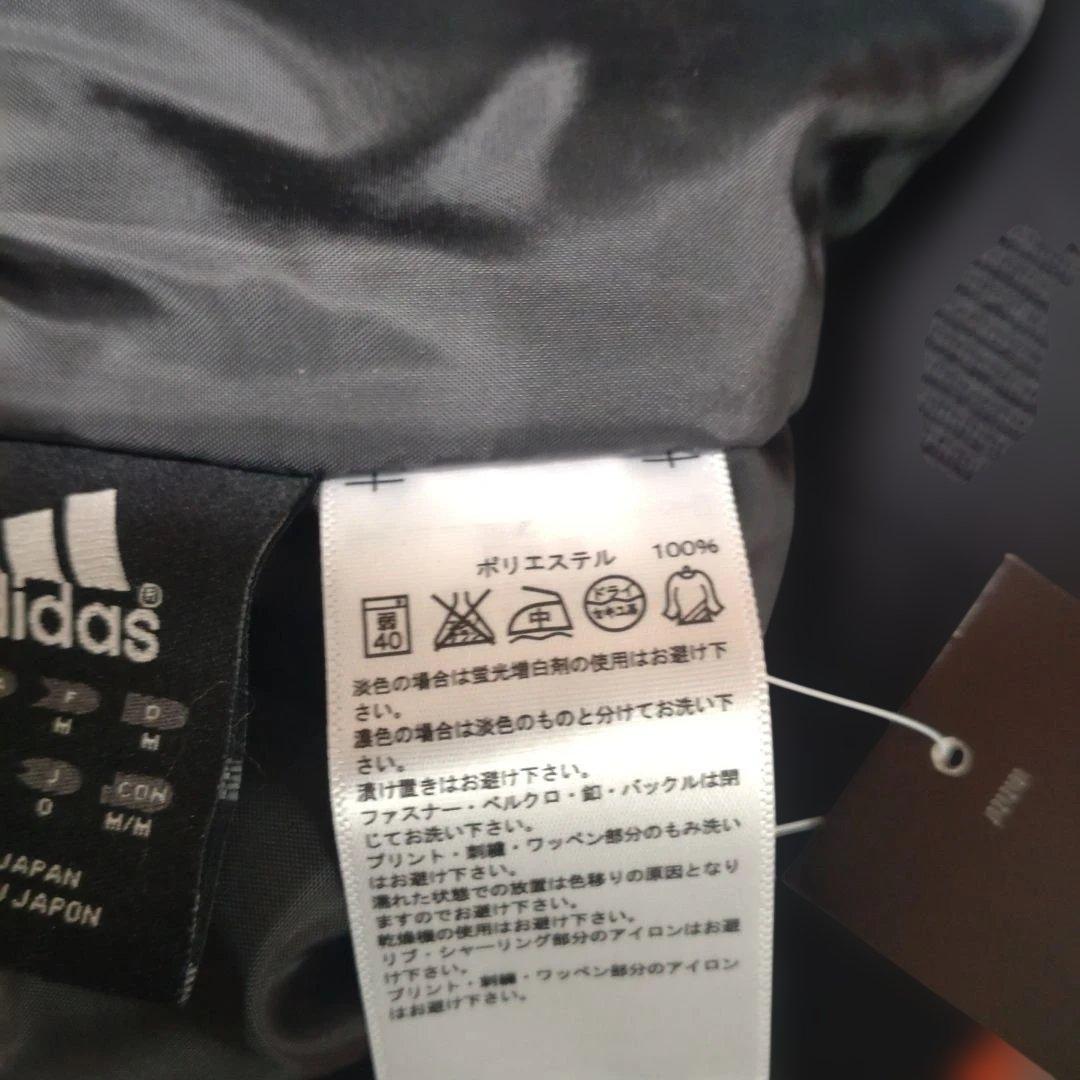 ポリエステル 100%
弱
40
エンソ
サラシ
中
ドライ
セキユ系
淡色の場合は蛍光増白剤の使用はお避け下
さい。
濃色の場合は淡色のものと分けてお洗い下
さい。
漬け置きはお避け下さい。
ファスナー・ベルクロ・釦・バックルは閉
じてお洗い下さい。
プリント・刺繍・ワッペン部分のもみ洗い
はお避け下さい。
濡れた状態での放置は色移りの原因となり
ますのでお避け下さい。
乾燥機の使用はお避け下さい。
リブ・シャーリング部分のアイロンはお避
け下さい。
プリント・刺繍・ワッペン部分のアイロン
はお避け下さい。
adidas®
F D
M M
J CDN
O M/M
JAPAN
JAPON